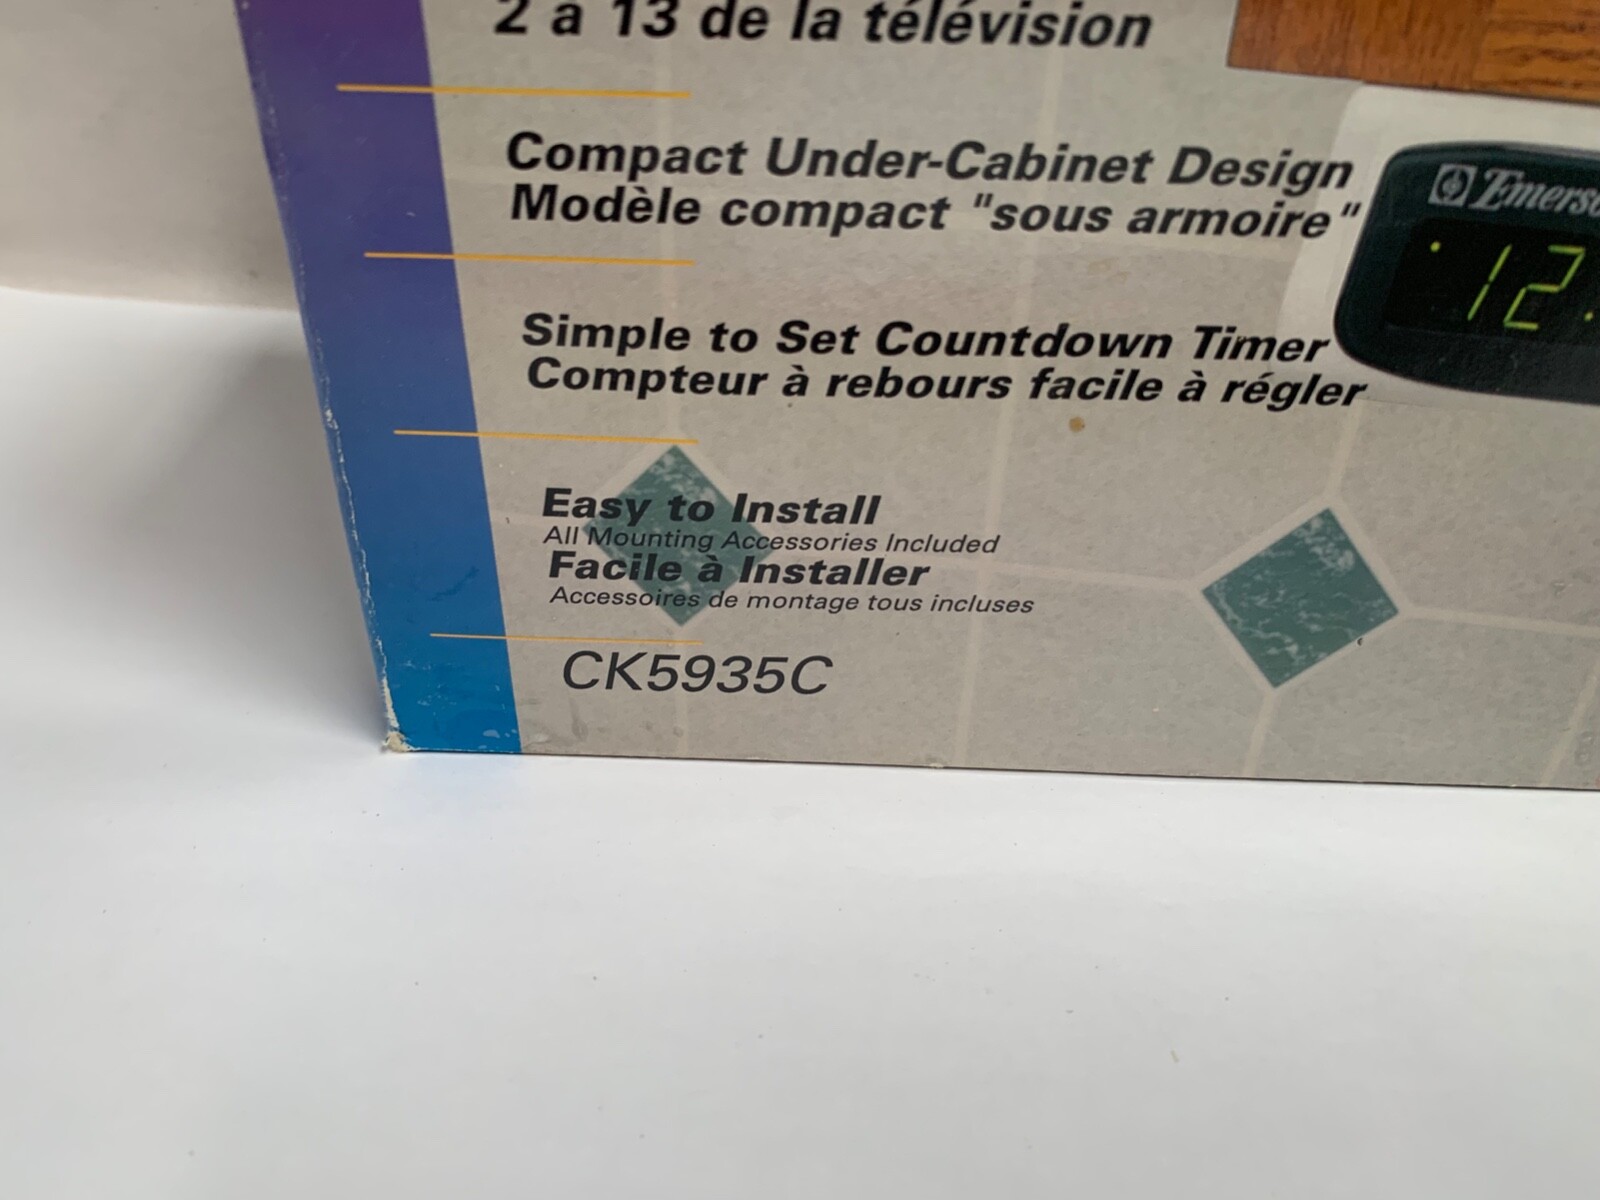 2 à 13 de la télévision
Compact Under-Cabinet Design
Modèle compact "sous armoire"
Simple to Set Countdown Timer
Compteur à rebours facile à régler
12
Easy to Install
All Mounting Accessories Included
Facile à Installer
Accessoires de montage tous incluses
CK5935C